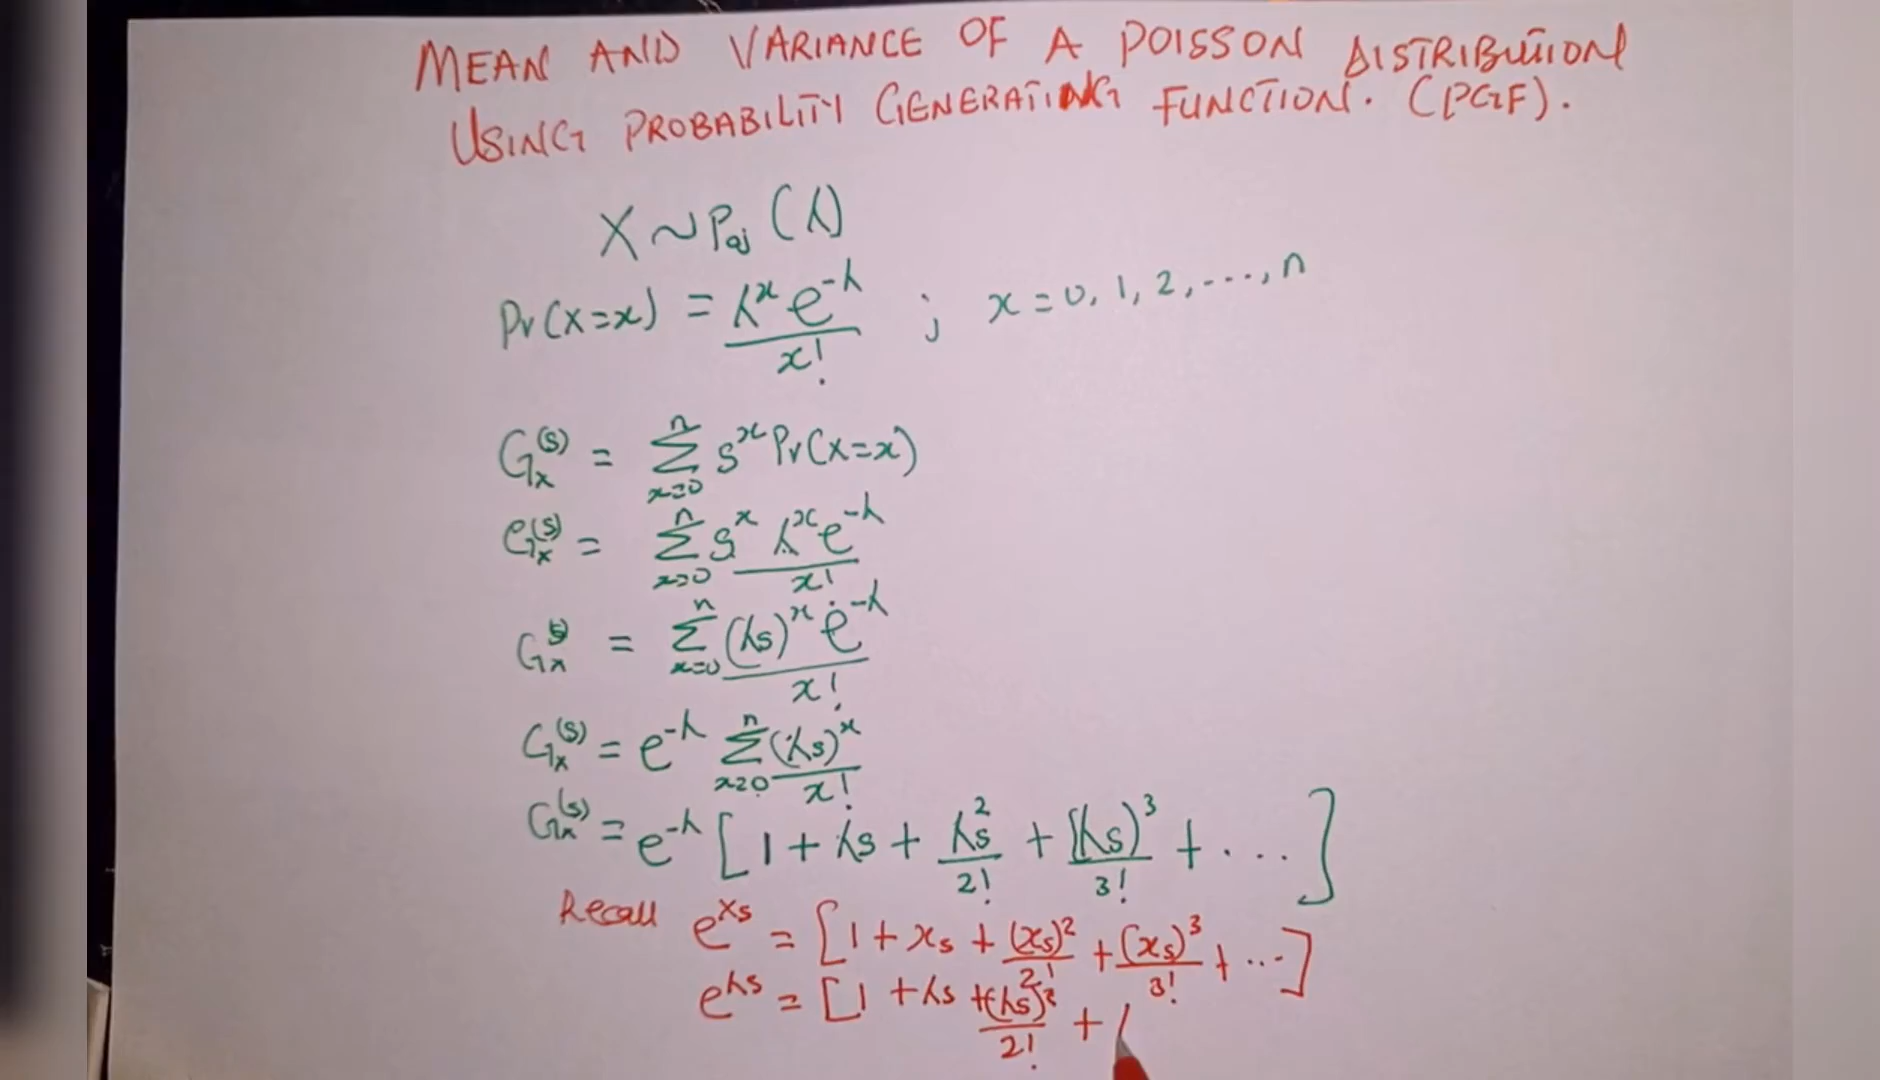 MEAN AND VARIANCE OF A POISSON DISTRIBUTION
USING PROBABILITY GENERATING FUNCTION. (PGF).
X ~ Poi (λ)
Pr(X=x) = λ^x e^-λ / x! ; x = 0, 1, 2, ..., n
G_x(s) = Σ_{x=0}^{n} s^x Pr(X=x)
G_x(s) = Σ_{x=0}^{n} s^x λ^x e^-λ / x!
G_x(s) = Σ_{x=0}^{n} (λs)^x e^-λ / x!
G_x(s) = e^-λ Σ_{x=0}^{n} (λs)^x / x!
G_x(s) = e^-λ [1 + λs + λs^2 / 2! + (λs)^3 / 3! + ....]
Recall e^xs = [1 + xs + (xs)^2 / 2! + (xs)^3 / 3! + ...]
e^λs = [1 + λs + (λs)^2 / 2! + (